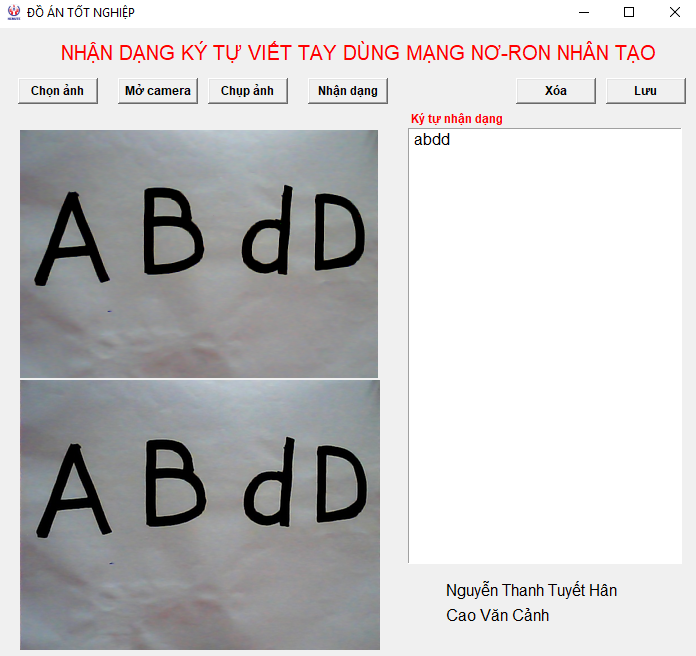 ĐỒ ÁN TỐT NGHIỆP
NHẬN DẠNG KÝ TỰ VIẾT TAY DÙNG MẠNG NƠ-RON NHÂN TẠO
Chọn ảnh Mở camera Chụp ảnh Nhận dạng Xóa Lưu
Ký tự nhận dạng
abdd
A B d D
A B d D
Nguyễn Thanh Tuyết Hân
Cao Văn Cảnh